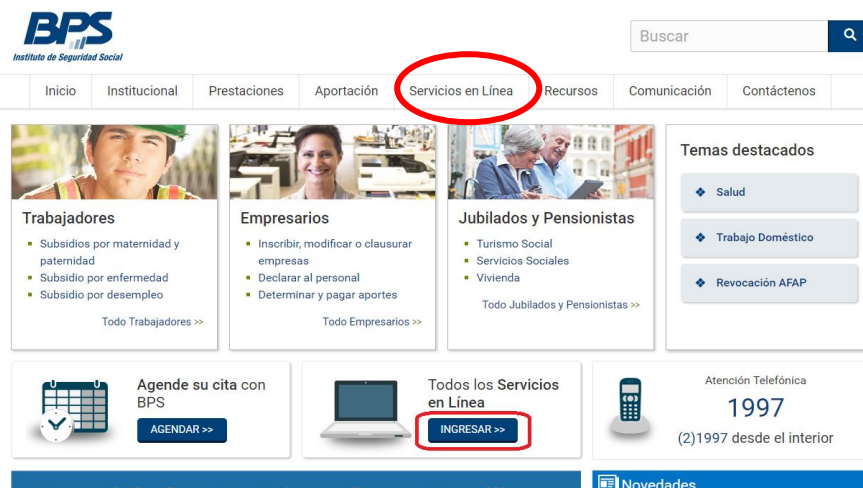 BPS
Instituto de Seguridad Social
Buscar
Inicio Institucional Prestaciones Aportación Servicios en Línea Recursos Comunicación Contáctenos
Trabajadores
Subsidios por maternidad y
paternidad
Subsidio por enfermedad
Subsidio por desempleo
Todo Trabajadores >>
Empresarios
Inscribir, modificar o clausurar
empresas
Declarar al personal
Determinar y pagar aportes
Todo Empresarios >>
Jubilados y Pensionistas
Turismo Social
Servicios Sociales
Vivienda
Todo Jubilados y Pensionistas >>
Temas destacados
Salud
Trabajo Doméstico
Revocación AFAP
Agende su cita con
BPS
AGENDAR >>
Todos los Servicios
en Línea
INGRESAR >>
Atención Telefónica
1997
(2)1997 desde el interior
Novedades